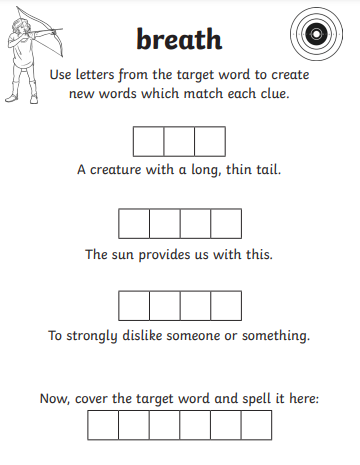 breath
Use letters from the target word to create
new words which match each clue.
A creature with a long, thin tail.
The sun provides us with this.
To strongly dislike someone or something.
Now, cover the target word and spell it here: